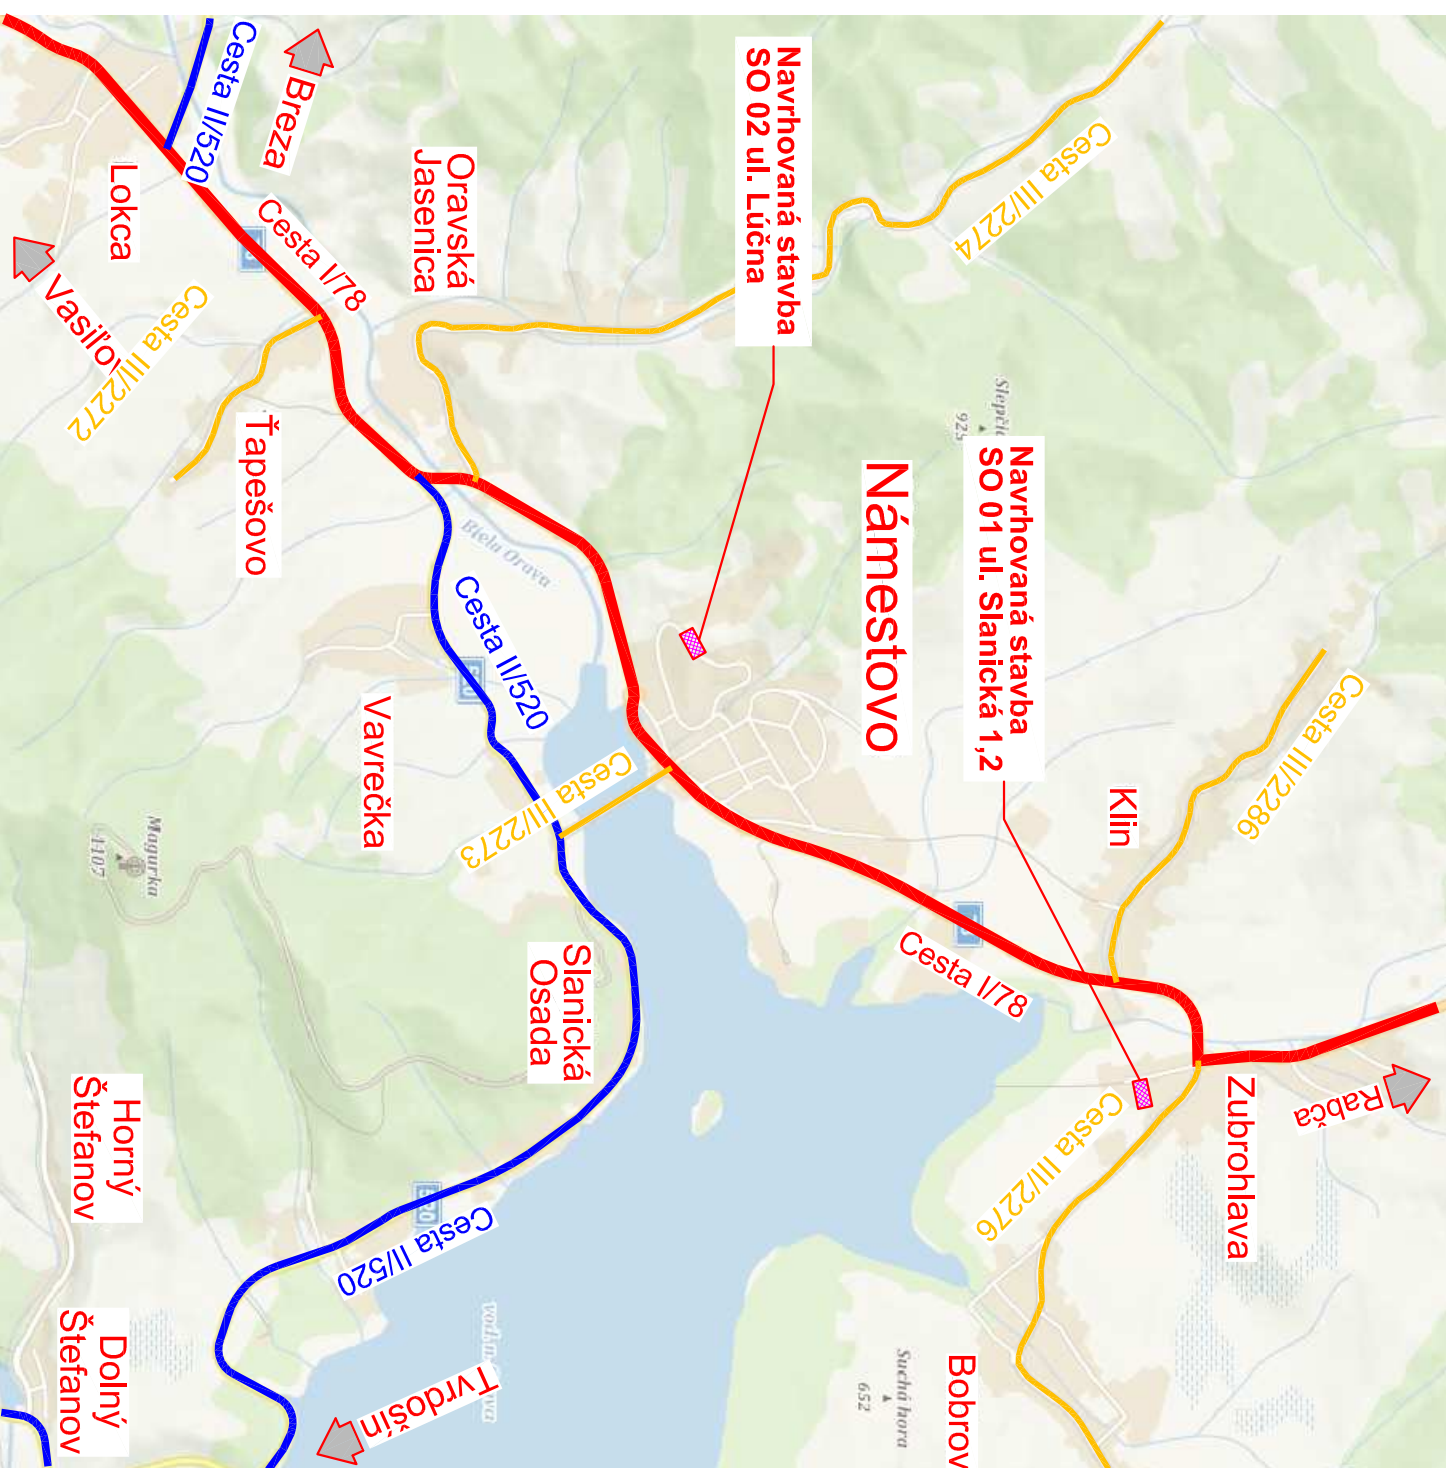 Navrhovaná stavba
SO 02 ul. Lúčna
Navrhovaná stavba
SO 01 ul. Slanická 1,2
Námestovo
Cesta III/2274
Cesta III/2286
Klin
Rabča
Zubrohlava
Cesta III/2276
Bobrov
Suchá hora
652
Cesta I/78
Oravská
Jasenica
Breza
Cesta II/520
Lokca
Cesta I/78
Vasiľov
Cesta III/2272
Ťapešovo
Biela Orava
Cesta II/520
520
Vavrečka
Cesta III/2273
Magurka
1107
Slanická
Osada
Horný
Štefanov
Dolný
Štefanov
520
Cesta II/520
Tvrdošín